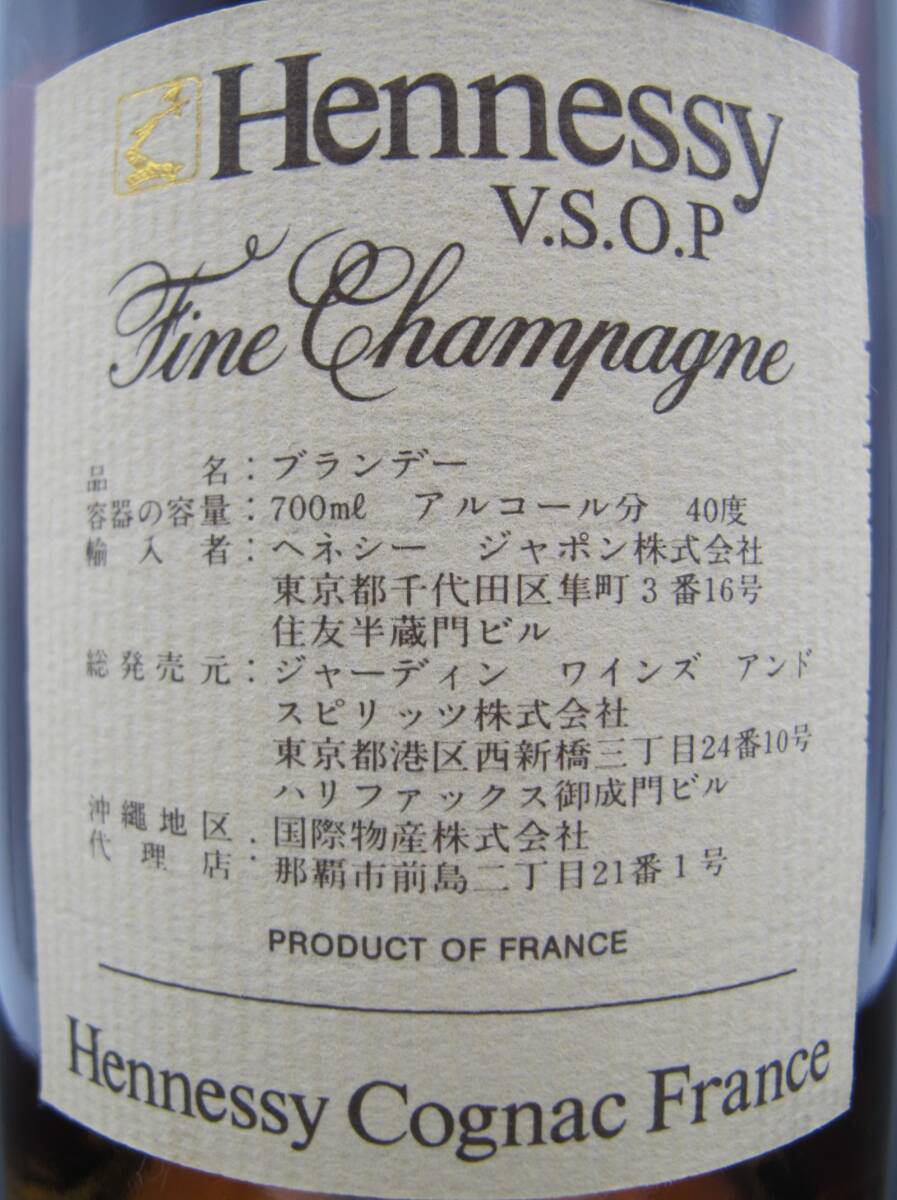 Hennessy
V.S.O.P
Fine Champagne
品名：ブランデー
容器の容量：700mℓ アルコール分 40度
輸入者：ヘネシー ジャポン株式会社
東京都千代田区隼町3番16号
住友半蔵門ビル
総発売元：ジャーディン ワインズ アンド
スピリッツ株式会社
東京都港区西新橋三丁目24番10号
ハリファックス御成門ビル
沖縄地区代理店：国際物産株式会社
那覇市前島二丁目21番1号
PRODUCT OF FRANCE
Hennessy Cognac France